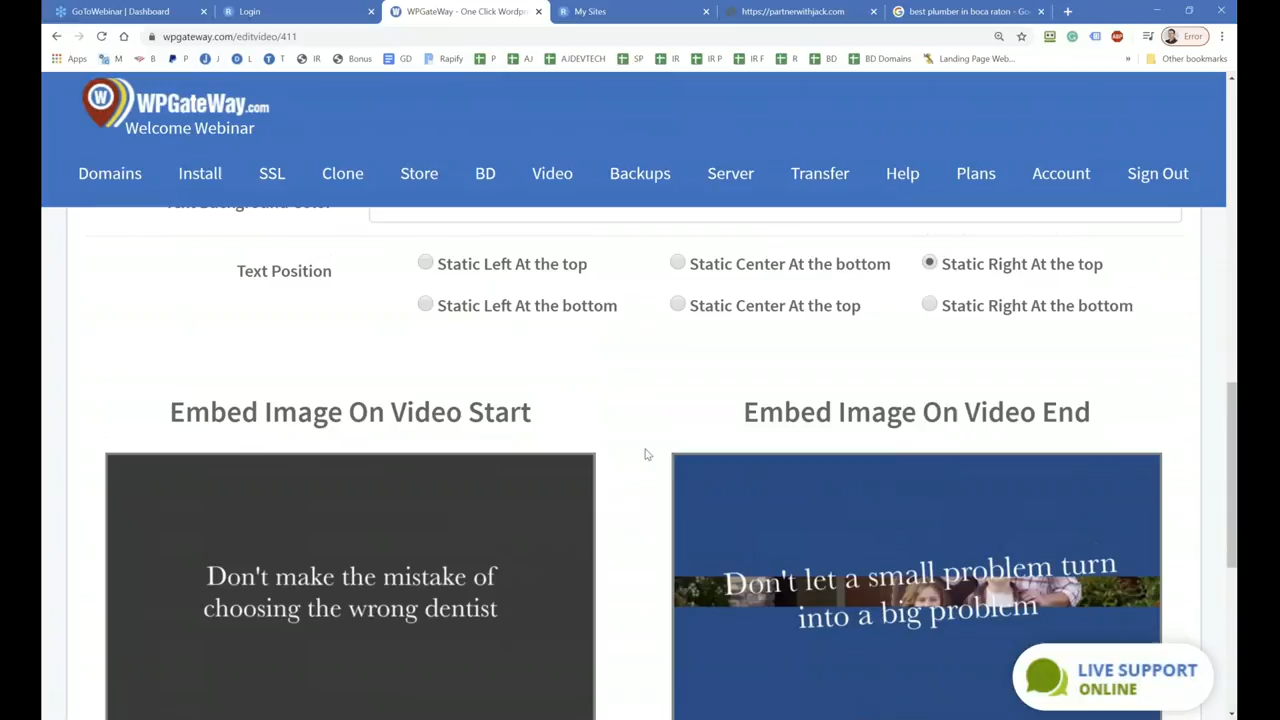 GoToWebinar | Dashboard
Login
WPGateWay - One Click Wordpr
My Sites
https://partnerwithjack.com
best plumber in boca raton - Go
wpgateway.com/editvideo/411
Error
Apps
M
B
P
J
L
T
IR
Bonus
GD
Rapify
P
AJ
AJDEVTECH
SP
IR
IR P
IR F
R
BD
BD Domains
Landing Page Web...
»
Other bookmarks
WPGateWay.com
Welcome Webinar
Domains
Install
SSL
Clone
Store
BD
Video
Backups
Server
Transfer
Help
Plans
Account
Sign Out
Text Position
Static Left At the top
Static Center At the bottom
Static Right At the top
Static Left At the bottom
Static Center At the top
Static Right At the bottom
Embed Image On Video Start
Embed Image On Video End
Don't make the mistake of
choosing the wrong dentist
Don't let a small problem turn
into a big problem
LIVE SUPPORT
ONLINE